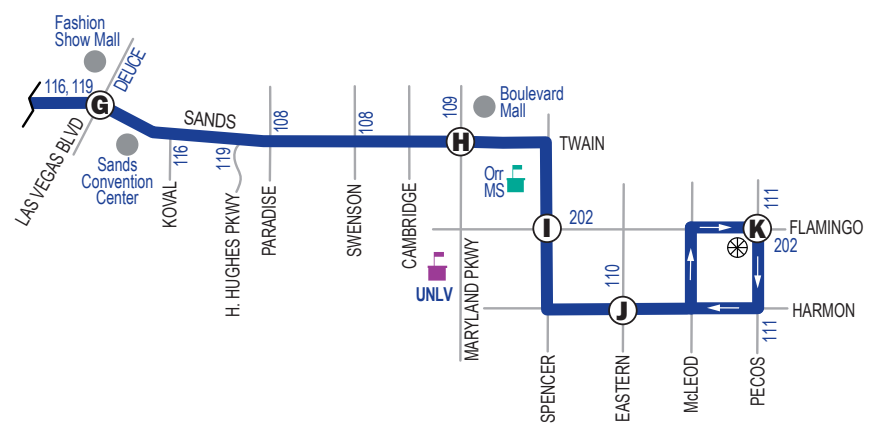 Fashion
Show Mall
DEUCE
116, 119
G
LAS VEGAS BLVD
Sands
Convention
Center
SANDS
116
KOVAL
119
H. HUGHES PKWY
108
PARADISE
108
SWENSON
CAMBRIDGE
109
Boulevard
Mall
H
TWAIN
Orr
MS
202
I
UNLV
MARYLAND PKWY
110
111
K
FLAMINGO
202
J
HARMON
111
SPENCER
EASTERN
McLEOD
PECOS